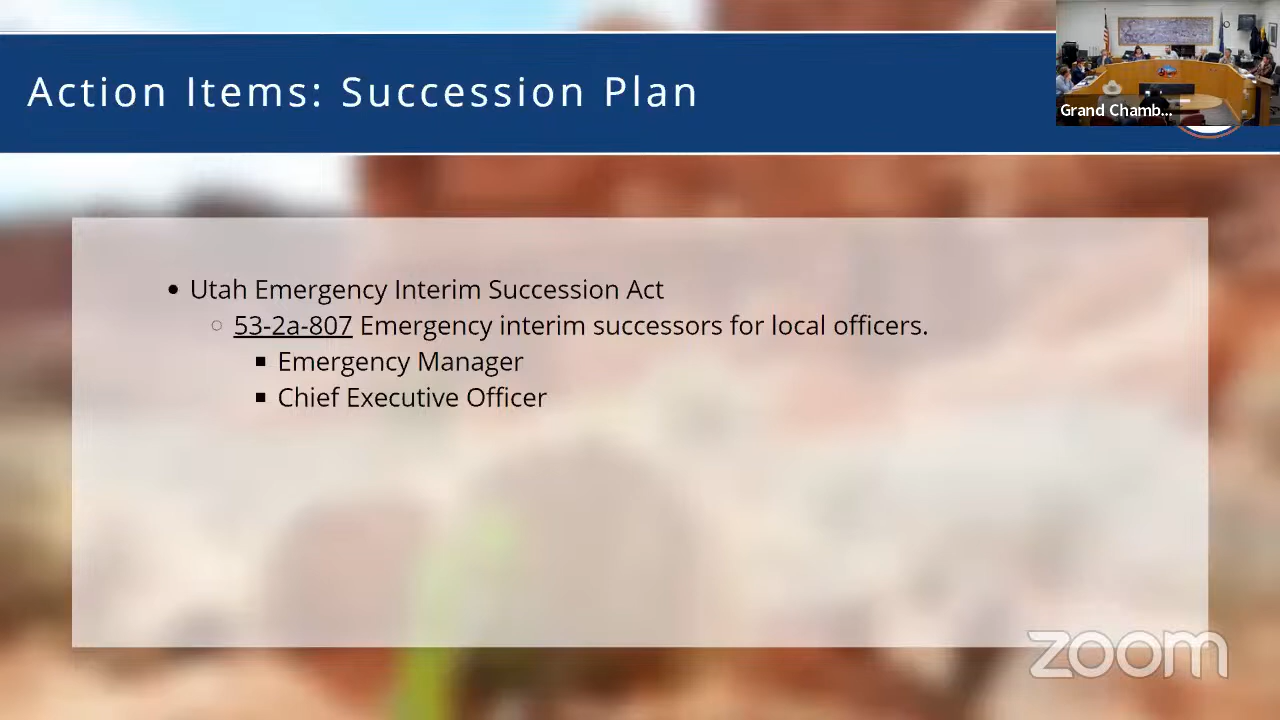 Action Items: Succession Plan
Grand Chamb...
Utah Emergency Interim Succession Act
53-2a-807 Emergency interim successors for local officers.
Emergency Manager
Chief Executive Officer
zoom